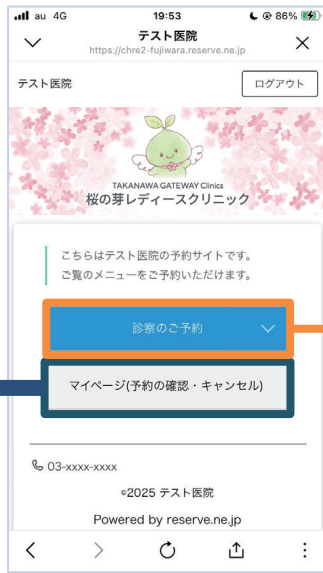 au 4G 19:53 86%
テスト医院
https://chre2-fujiwara.reserve.ne.jp
テスト医院 ログアウト
TAKANAWA GATEWAY Clinics
桜の芽レディースクリニック
こちらはテスト医院の予約サイトです。
ご覧のメニューをご予約いただけます。
診察のご予約
マイページ(予約の確認・キャンセル)
03-xxxx-xxxx
©2025 テスト医院
Powered by reserve.ne.jp